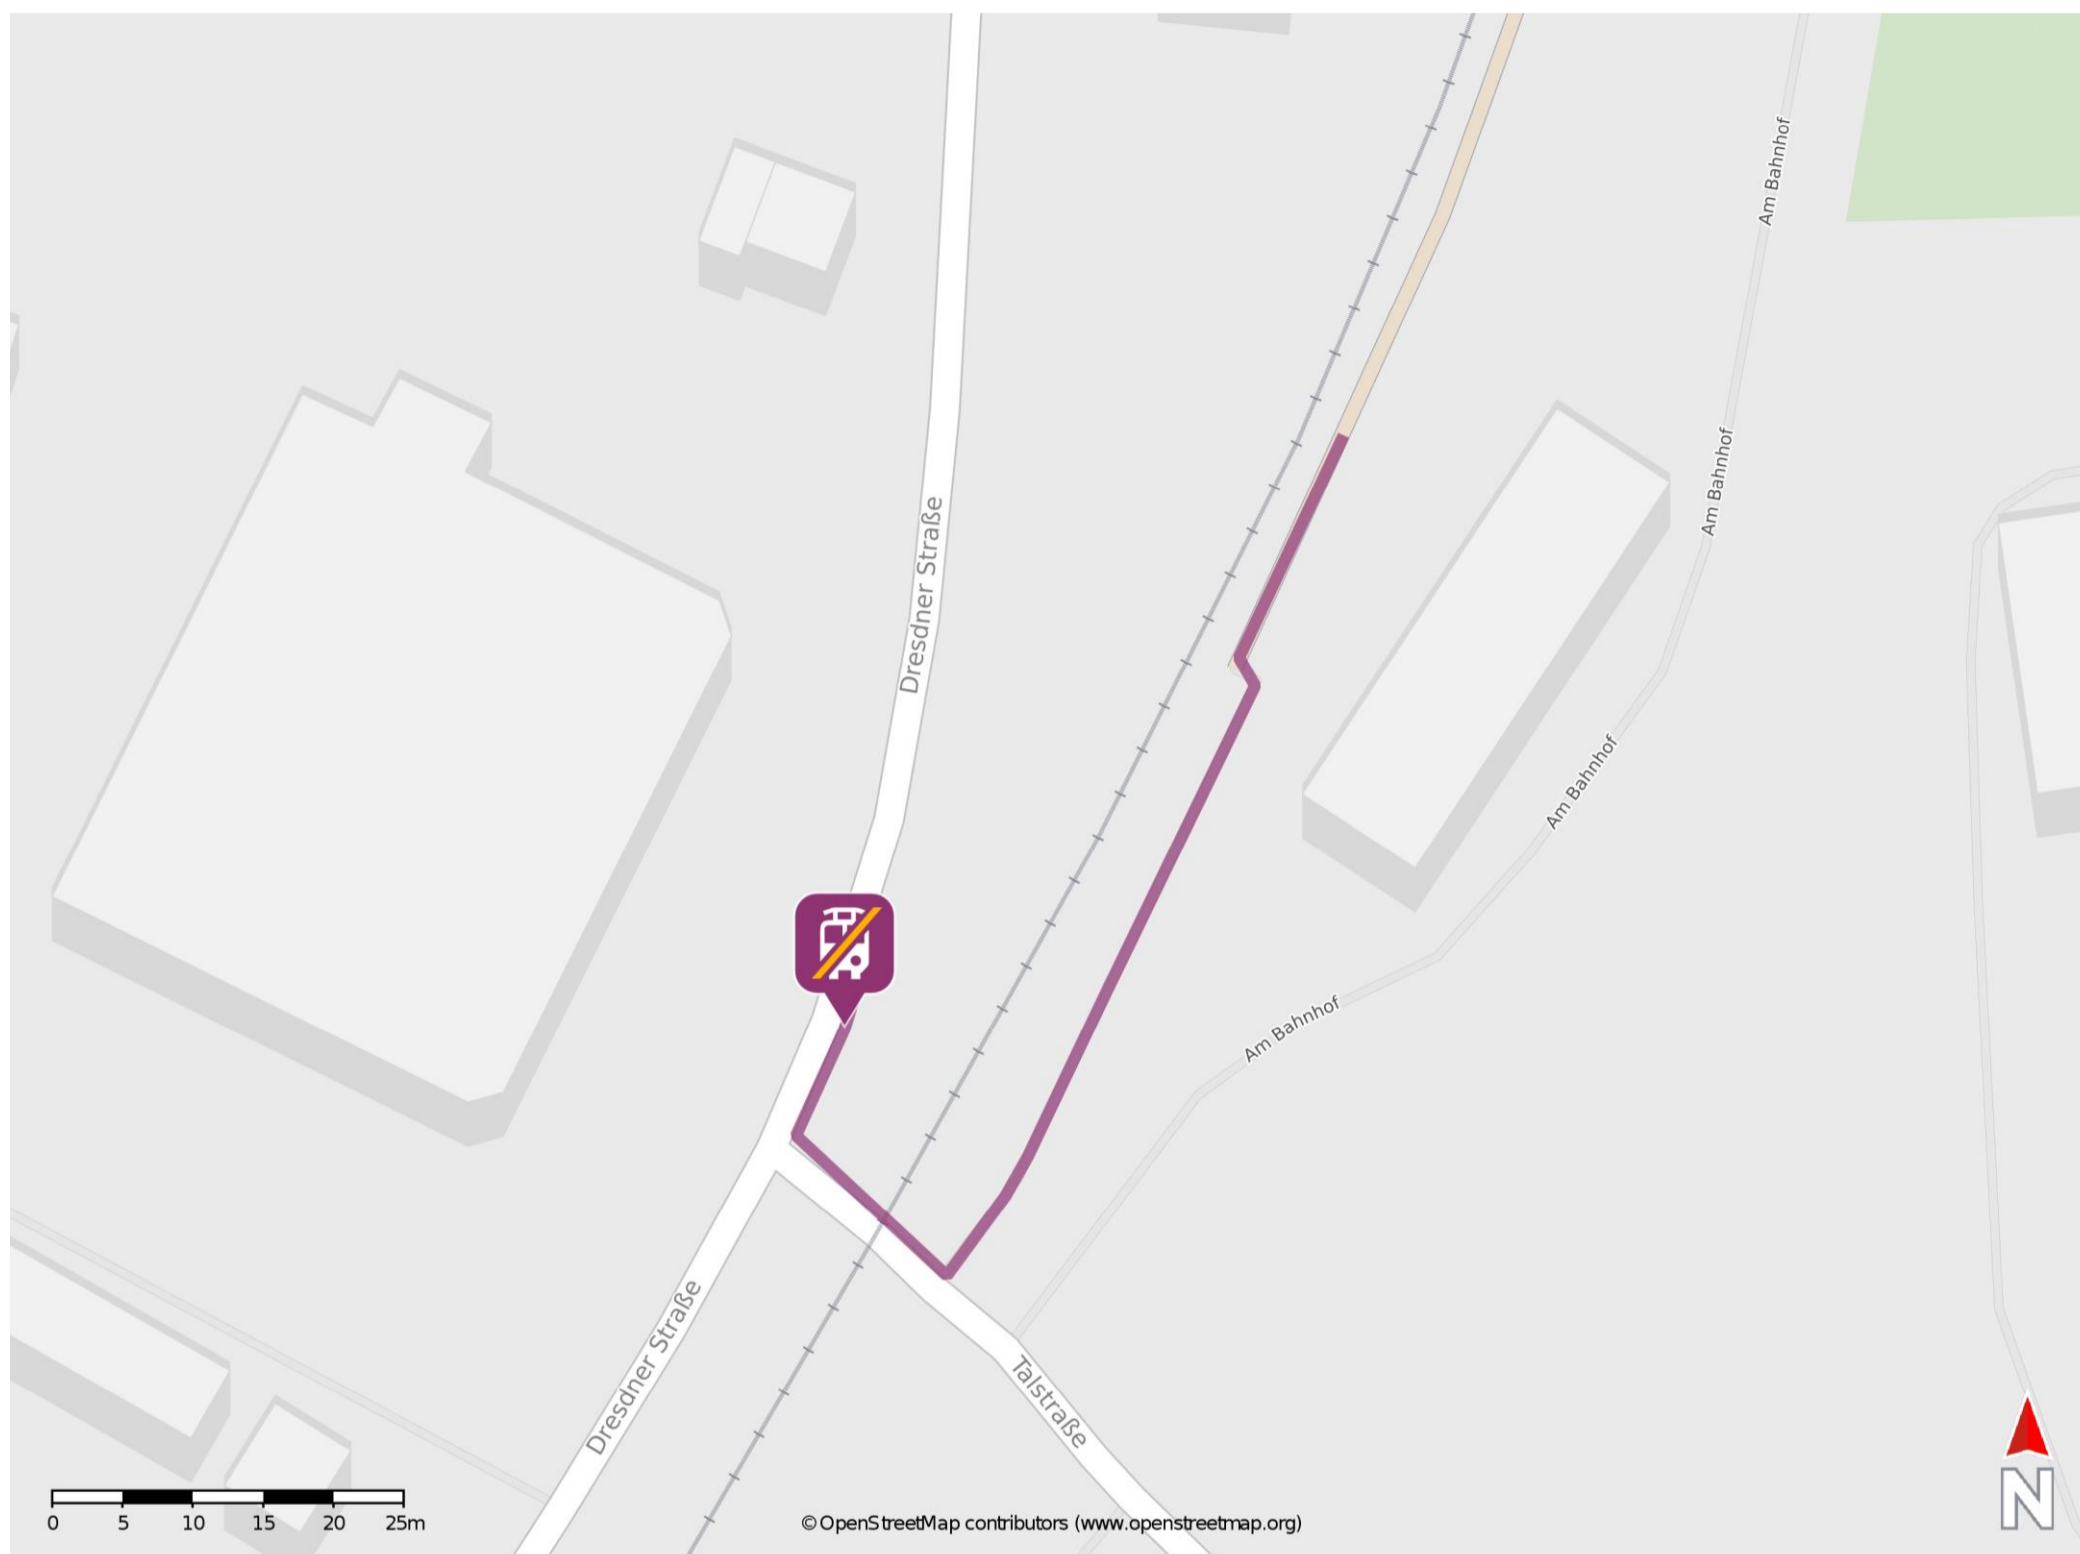 Am Bahnhof
Am Bahnhof
Dresdner Straße
Am Bahnhof
Am Bahnhof
Dresdner Straße
Talstraße
N
0 5 10 15 20 25m
©OpenStreetMap contributors (www.openstreetmap.org)